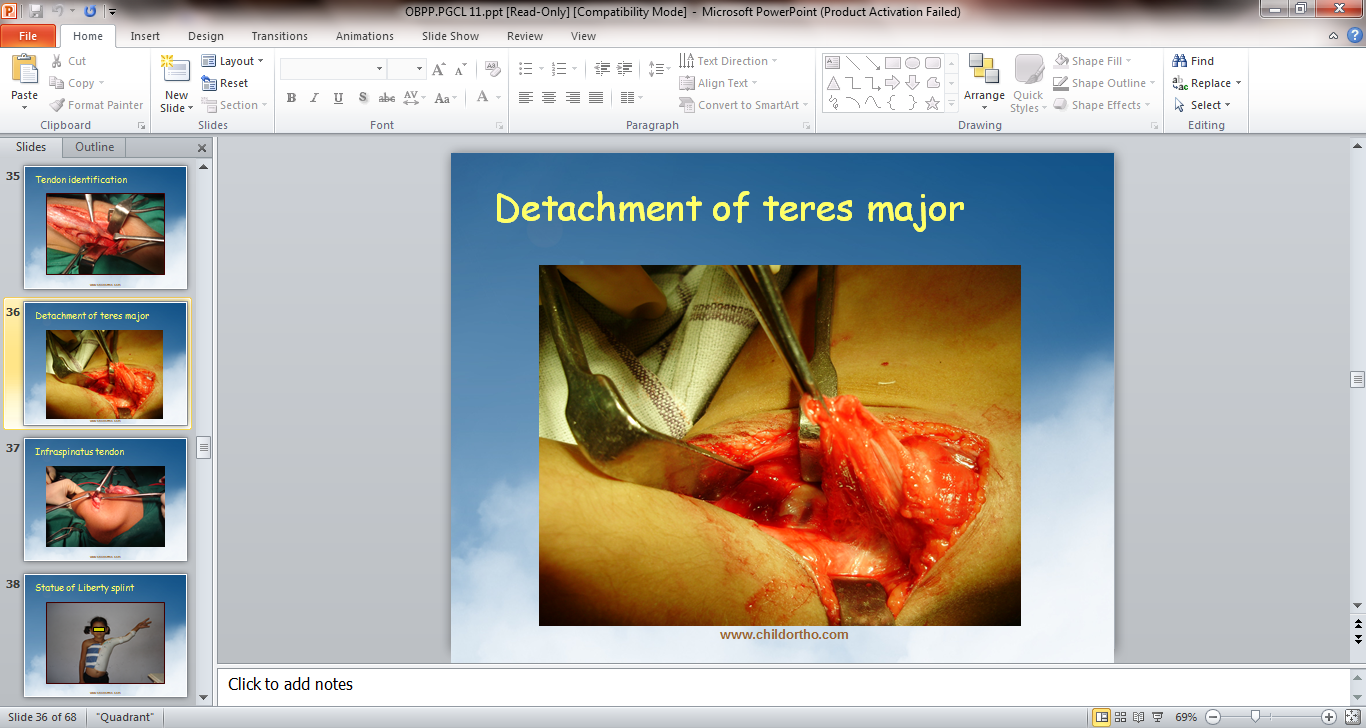 OBPP.PGCL 11.ppt [Read-Only] [Compatibility Mode] - Microsoft PowerPoint (Product Activation Failed)
File Home Insert Design Transitions Animations Slide Show Review View
Paste
Cut
Copy
Format Painter
Clipboard
New Slide
Layout
Reset
Section
Slides
B I U S abc AV Aa A
Font
Text Direction
Align Text
Convert to SmartArt
Paragraph
Arrange
Quick Styles
Shape Fill
Shape Outline
Shape Effects
Drawing
Find
Replace
Select
Editing
Slides Outline
35
Tendon identification
36
Detachment of teres major
37
Infraspinatus tendon
38
Statue of Liberty splint
Detachment of teres major
www.childortho.com
Click to add notes
Slide 36 of 68 "Quadrant" 69%